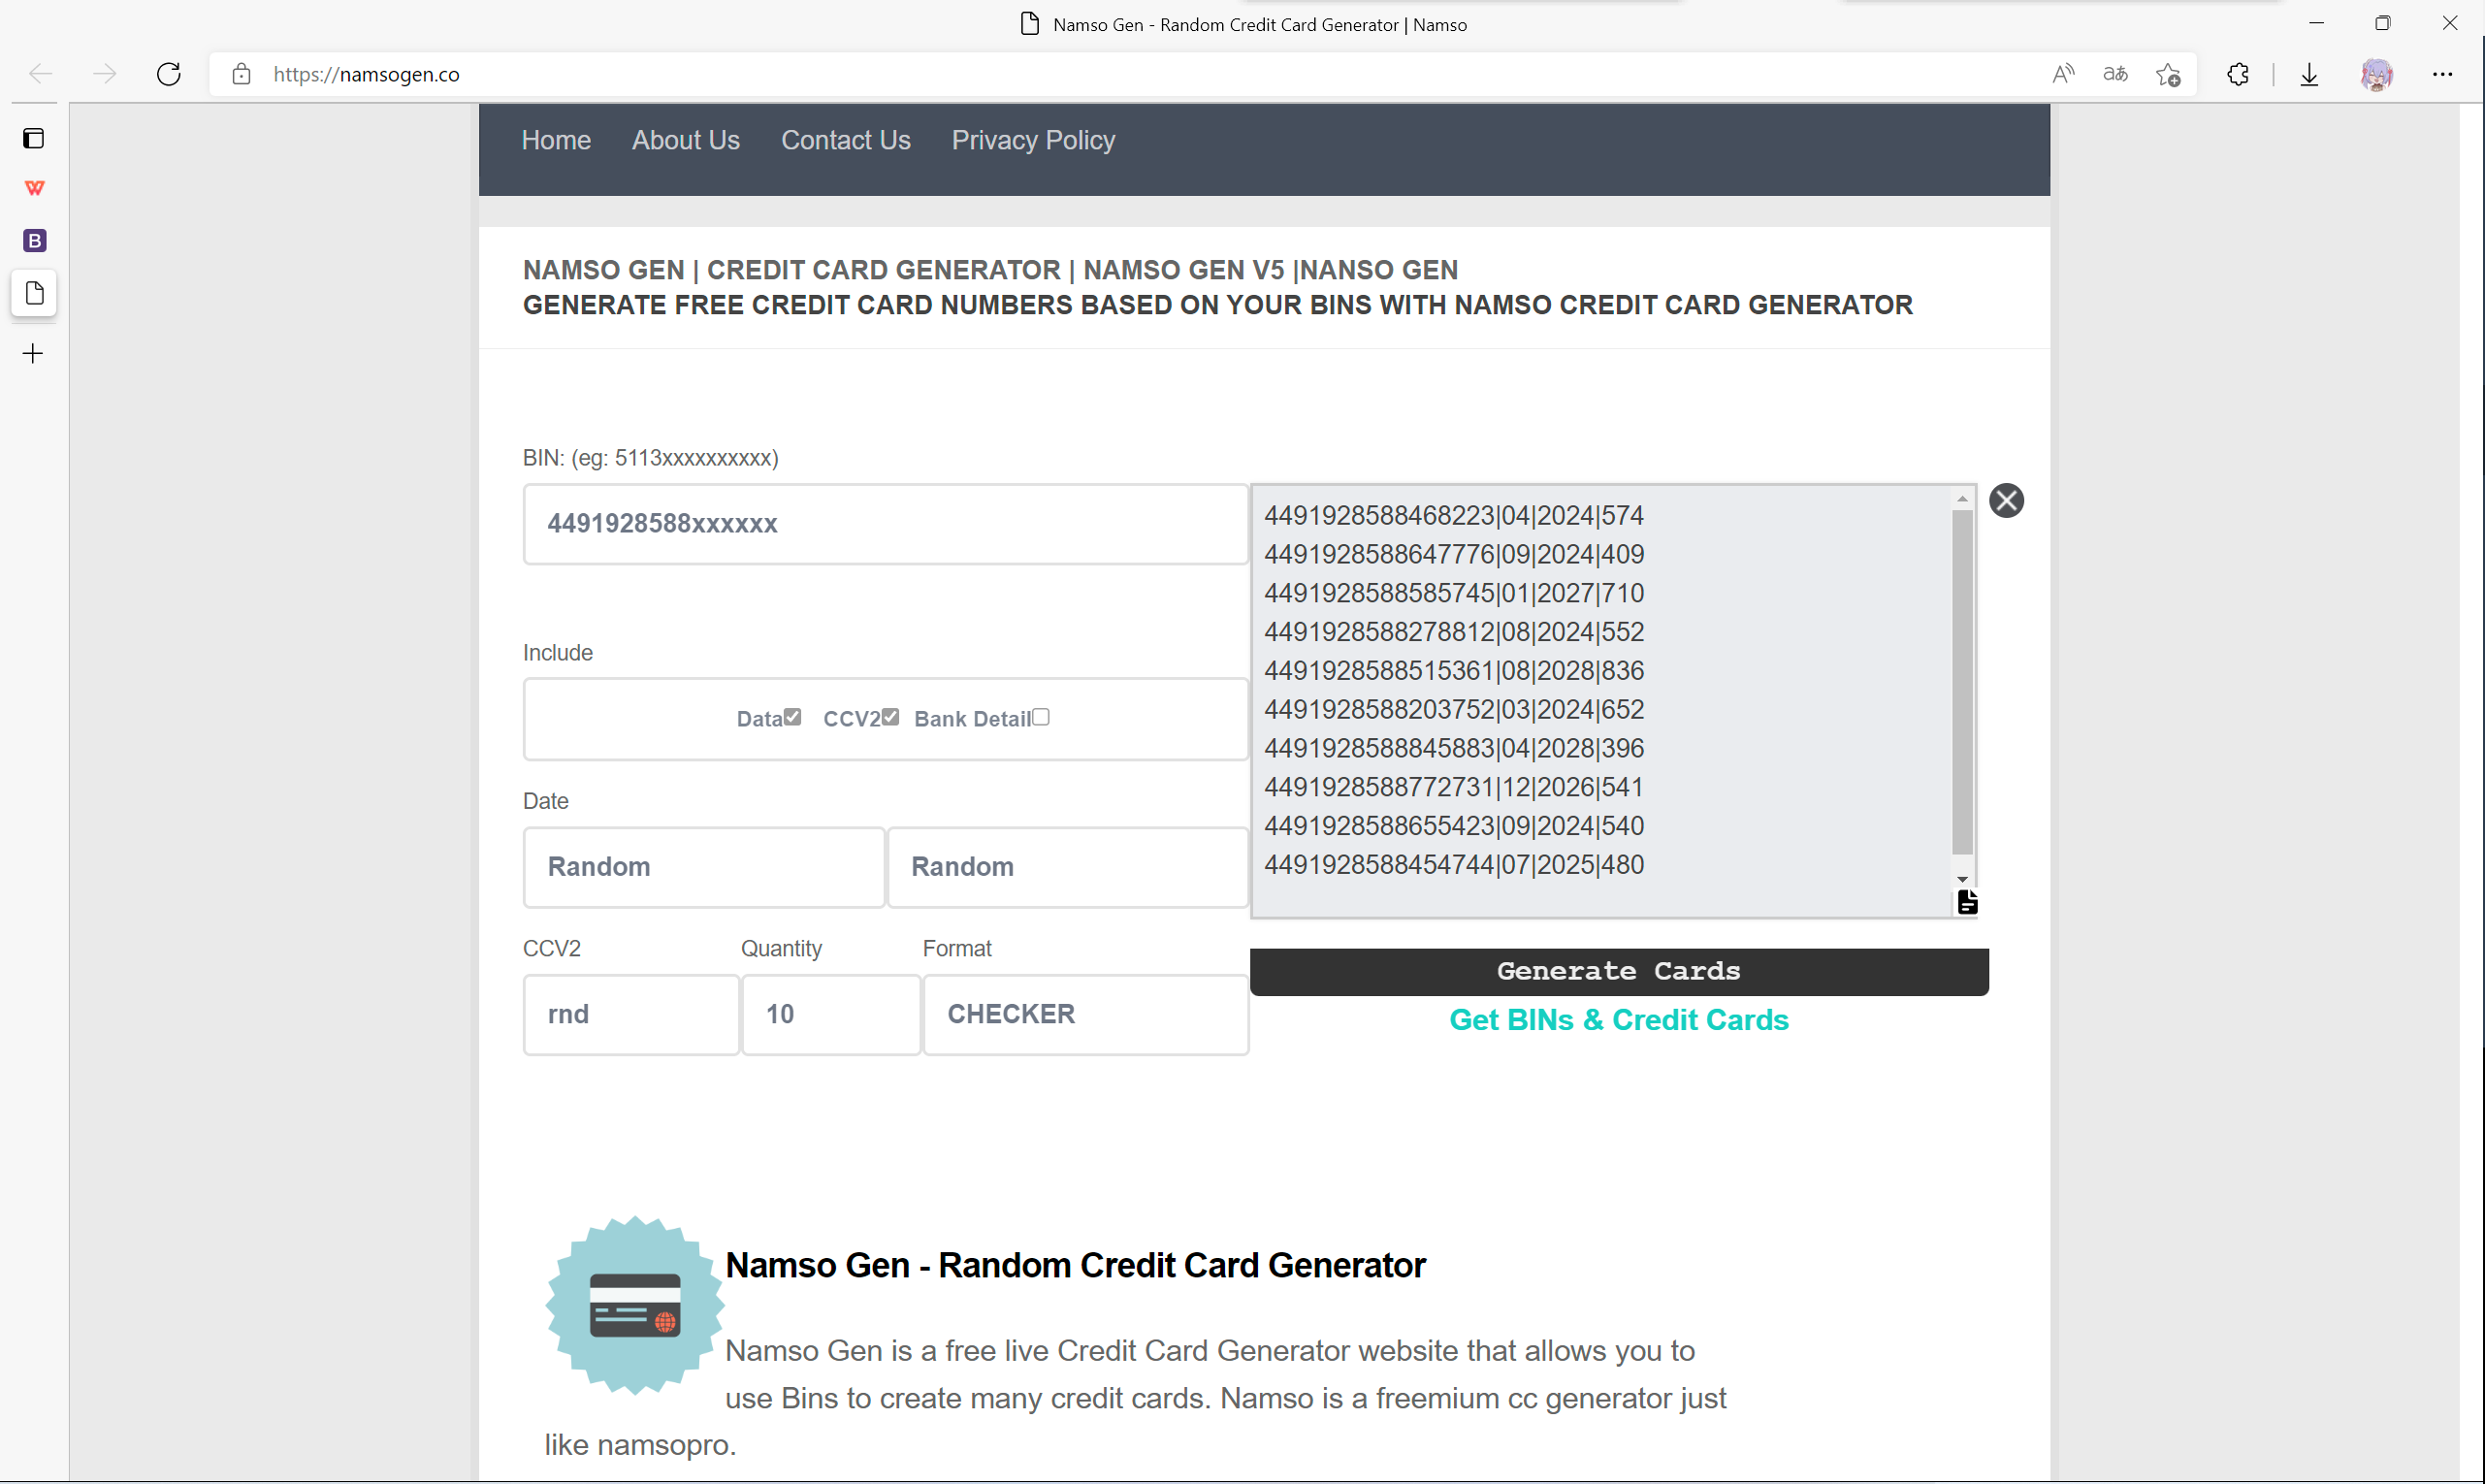 Namso Gen - Random Credit Card Generator | Namso
https://namsogen.co
Home About Us Contact Us Privacy Policy
NAMSO GEN | CREDIT CARD GENERATOR | NAMSO GEN V5 |NANSO GEN
GENERATE FREE CREDIT CARD NUMBERS BASED ON YOUR BINS WITH NAMSO CREDIT CARD GENERATOR
BIN: (eg: 5113xxxxxxxxxx)
4491928588xxxxxx
Include
Data CCV2 Bank Detail
Date
Random Random
CCV2 Quantity Format
rnd 10 CHECKER
4491928588468223|04|2024|574
4491928588647776|09|2024|409
4491928588585745|01|2027|710
4491928588278812|08|2024|552
4491928588515361|08|2028|836
4491928588203752|03|2024|652
4491928588845883|04|2028|396
4491928588772731|12|2026|541
4491928588655423|09|2024|540
4491928588454744|07|2025|480
Generate Cards
Get BINs & Credit Cards
Namso Gen - Random Credit Card Generator
Namso Gen is a free live Credit Card Generator website that allows you to
use Bins to create many credit cards. Namso is a freemium cc generator just
like namsopro.